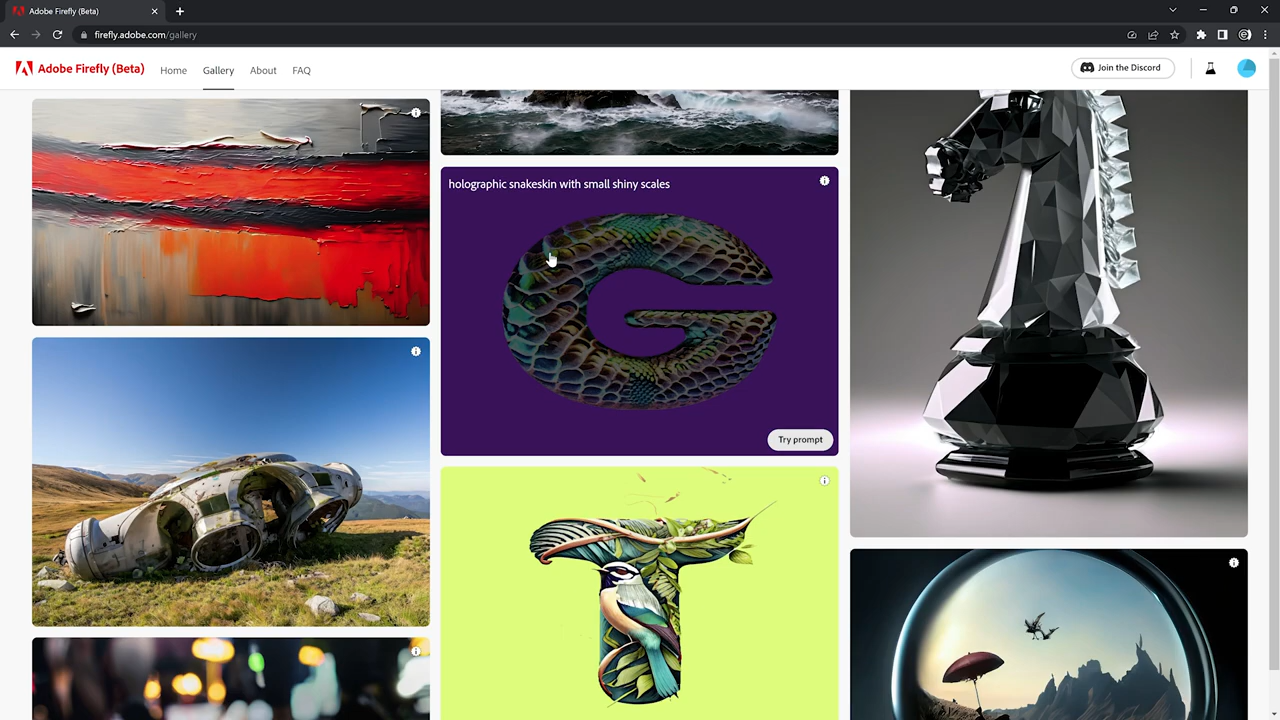 Adobe Firefly (Beta)
firefly.adobe.com/gallery
Adobe Firefly (Beta)
Home
Gallery
About
FAQ
Join the Discord
holographic snakeskin with small shiny scales
G
Try prompt
T